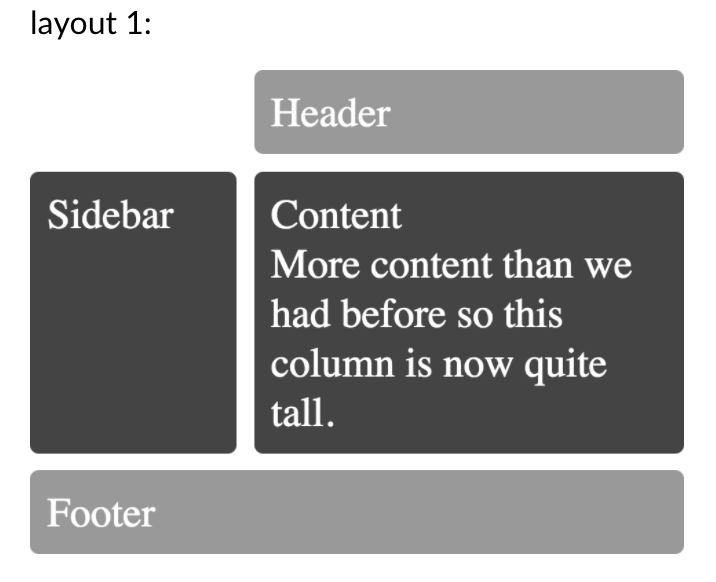 layout 1:
Header
Sidebar
Content
More content than we
had before so this
column is now quite
tall.
Footer